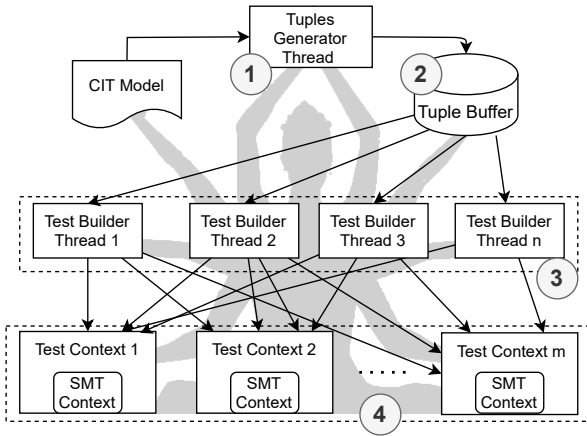 Tuples
Generator
Thread
1
2
CIT Model
Tuple Buffer
Test Builder
Thread 1
Test Builder
Thread 2
Test Builder
Thread 3
Test Builder
Thread n
3
Test Context 1
SMT
Context
Test Context 2
SMT
Context
.....
Test Context m
SMT
Context
4